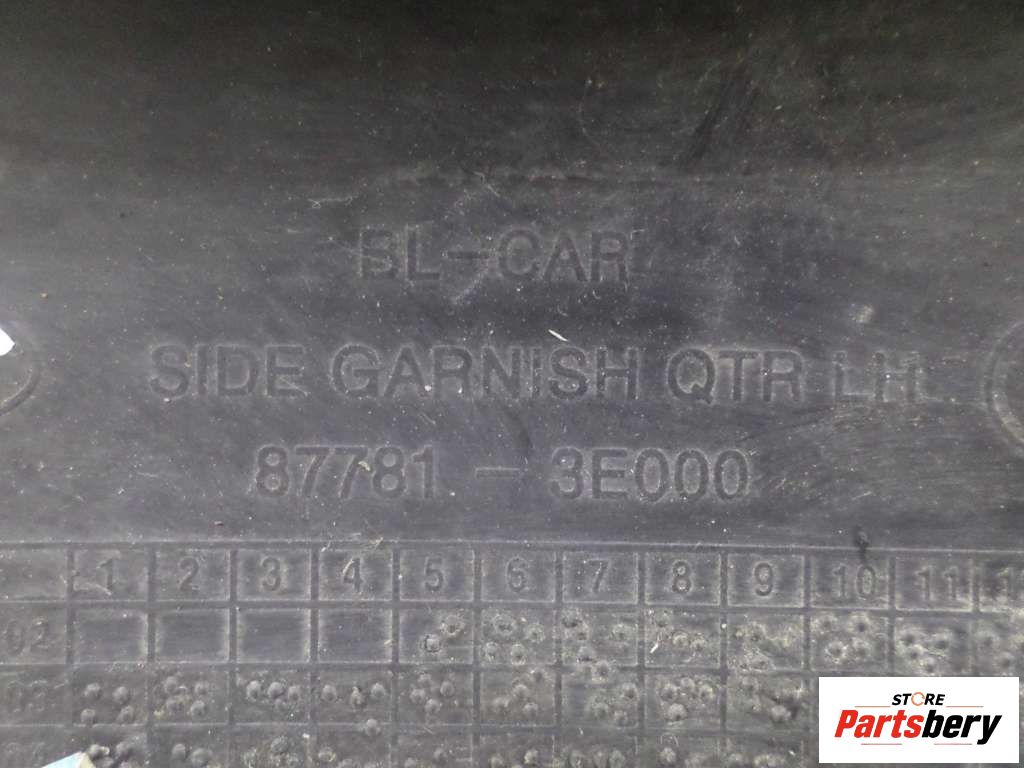 BL-CAR
SIDE GARNISH QTR LH
87781 - 3E000
1 2 3 4 5 6 7 8 9 10 11
02
03
STORE
Partsbery